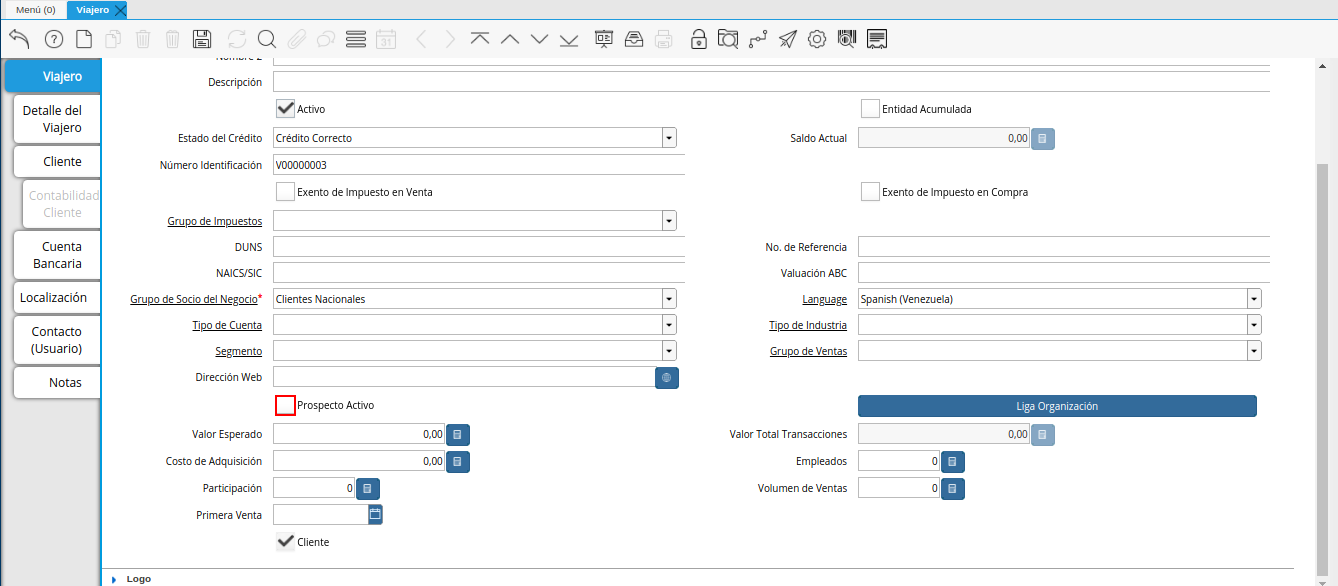 Menú (0)
Viajero
31
Viajero
Detalle del
Viajero
Cliente
Contabilidad
Cliente
Cuenta
Bancaria
Localización
Contacto
(Usuario)
Notas
Nombre 2
Descripción
Activo
Entidad Acumulada
Estado del Crédito Crédito Correcto
Saldo Actual 0,00
Número Identificación V00000003
Exento de Impuesto en Venta
Exento de Impuesto en Compra
Grupo de Impuestos
DUNS
No. de Referencia
NAICS/SIC
Valuación ABC
Grupo de Socio del Negocio* Clientes Nacionales
Language Spanish (Venezuela)
Tipo de Cuenta
Tipo de Industria
Segmento
Grupo de Ventas
Dirección Web
Prospecto Activo
Liga Organización
Valor Esperado 0,00
Valor Total Transacciones 0,00
Costo de Adquisición 0,00
Empleados 0
Participación 0
Volumen de Ventas 0
Primera Venta
Cliente
Logo